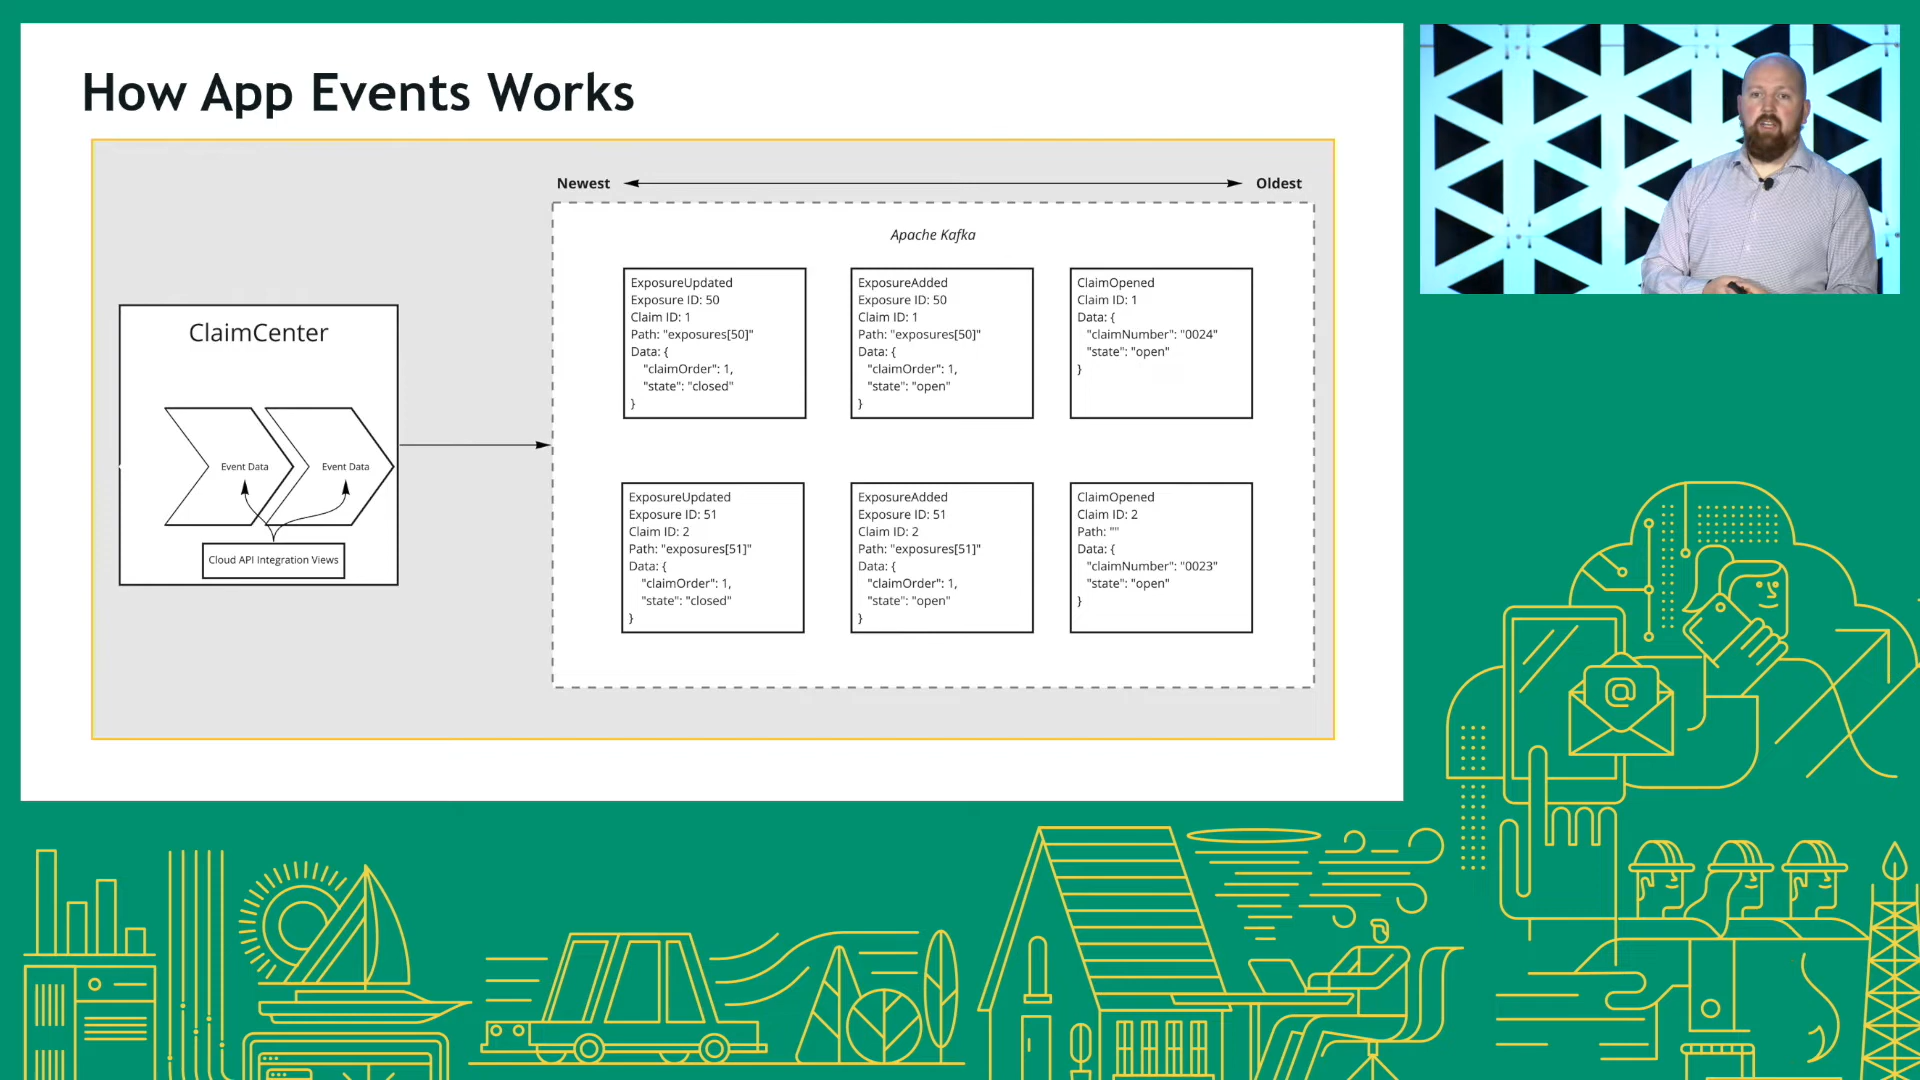 How App Events Works
Newest
Oldest
Apache Kafka
ClaimCenter
Event Data
Event Data
Cloud API Integration Views
ExposureUpdated
Exposure ID: 50
Claim ID: 1
Path: "exposures[50]"
Data: {
"claimOrder": 1,
"state": "closed"
}
ExposureAdded
Exposure ID: 50
Claim ID: 1
Path: "exposures[50]"
Data: {
"claimOrder": 1,
"state": "open"
}
ClaimOpened
Claim ID: 1
Data: {
"claimNumber": "0024"
"state": "open"
}
ExposureUpdated
Exposure ID: 51
Claim ID: 2
Path: "exposures[51]"
Data: {
"claimOrder": 1,
"state": "closed"
}
ExposureAdded
Exposure ID: 51
Claim ID: 2
Path: "exposures[51]"
Data: {
"claimOrder": 1,
"state": "open"
}
ClaimOpened
Claim ID: 2
Path: ""
Data: {
"claimNumber": "0023"
"state": "open"
}
@